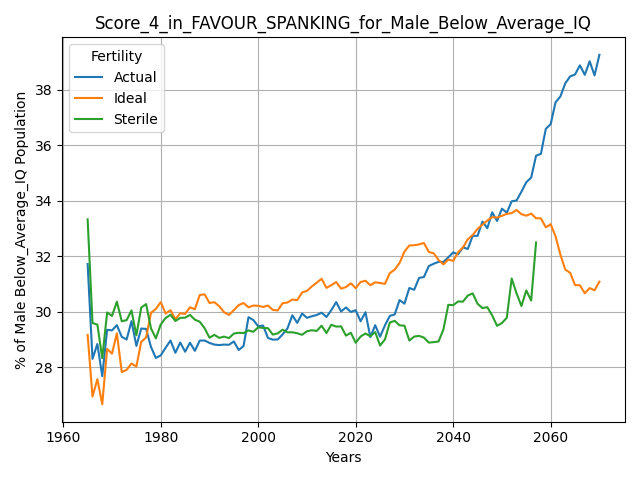 Score_4_in_FAVOUR_SPANKING_for_Male_Below_Average_IQ
Fertility
Actual
Ideal
Sterile
% of Male Below_Average_IQ Population
38
36
34
32
30
28
1960
1980
2000
2020
2040
2060
Years